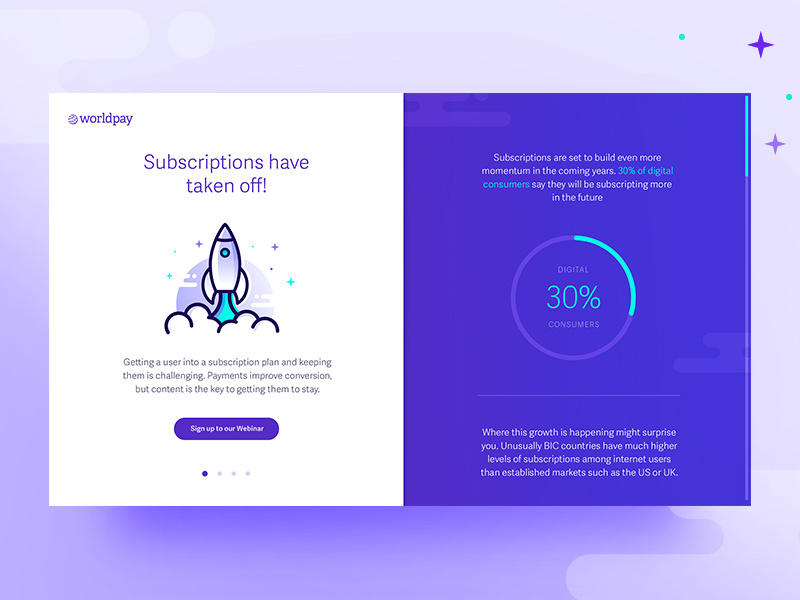 worldpay
Subscriptions have
taken off!
Getting a user into a subscription plan and keeping
them is challenging. Payments improve conversion,
but content is the key to getting them to stay.
Sign up to our Webinar
Subscriptions are set to build even more
momentum in the coming years. 30% of digital
consumers say they will be subscripting more
in the future
DIGITAL
30%
CONSUMERS
Where this growth is happening might surprise
you. Unusually BIC countries have much higher
levels of subscriptions among internet users
than established markets such as the US or UK.